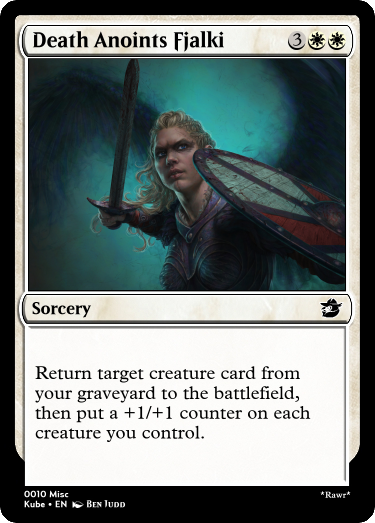 Death Anoints Fjalki 3
Sorcery
Return target creature card from
your graveyard to the battlefield,
then put a +1/+1 counter on each
creature you control.
0010 Misc
Kube • EN Ben Judd
*Rawr*